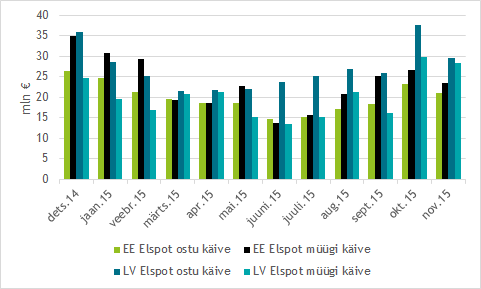 40
35
30
25
20
15
10
5
0
mln €
dets.14 jaan.15 veebr.15 märts.15 apr.15 mai.15 juuni.15 juuli.15 aug.15 sept.15 okt.15 nov.15
EE Elspot ostu käive EE Elspot müügi käive
LV Elspot ostu käive LV Elspot müügi käive